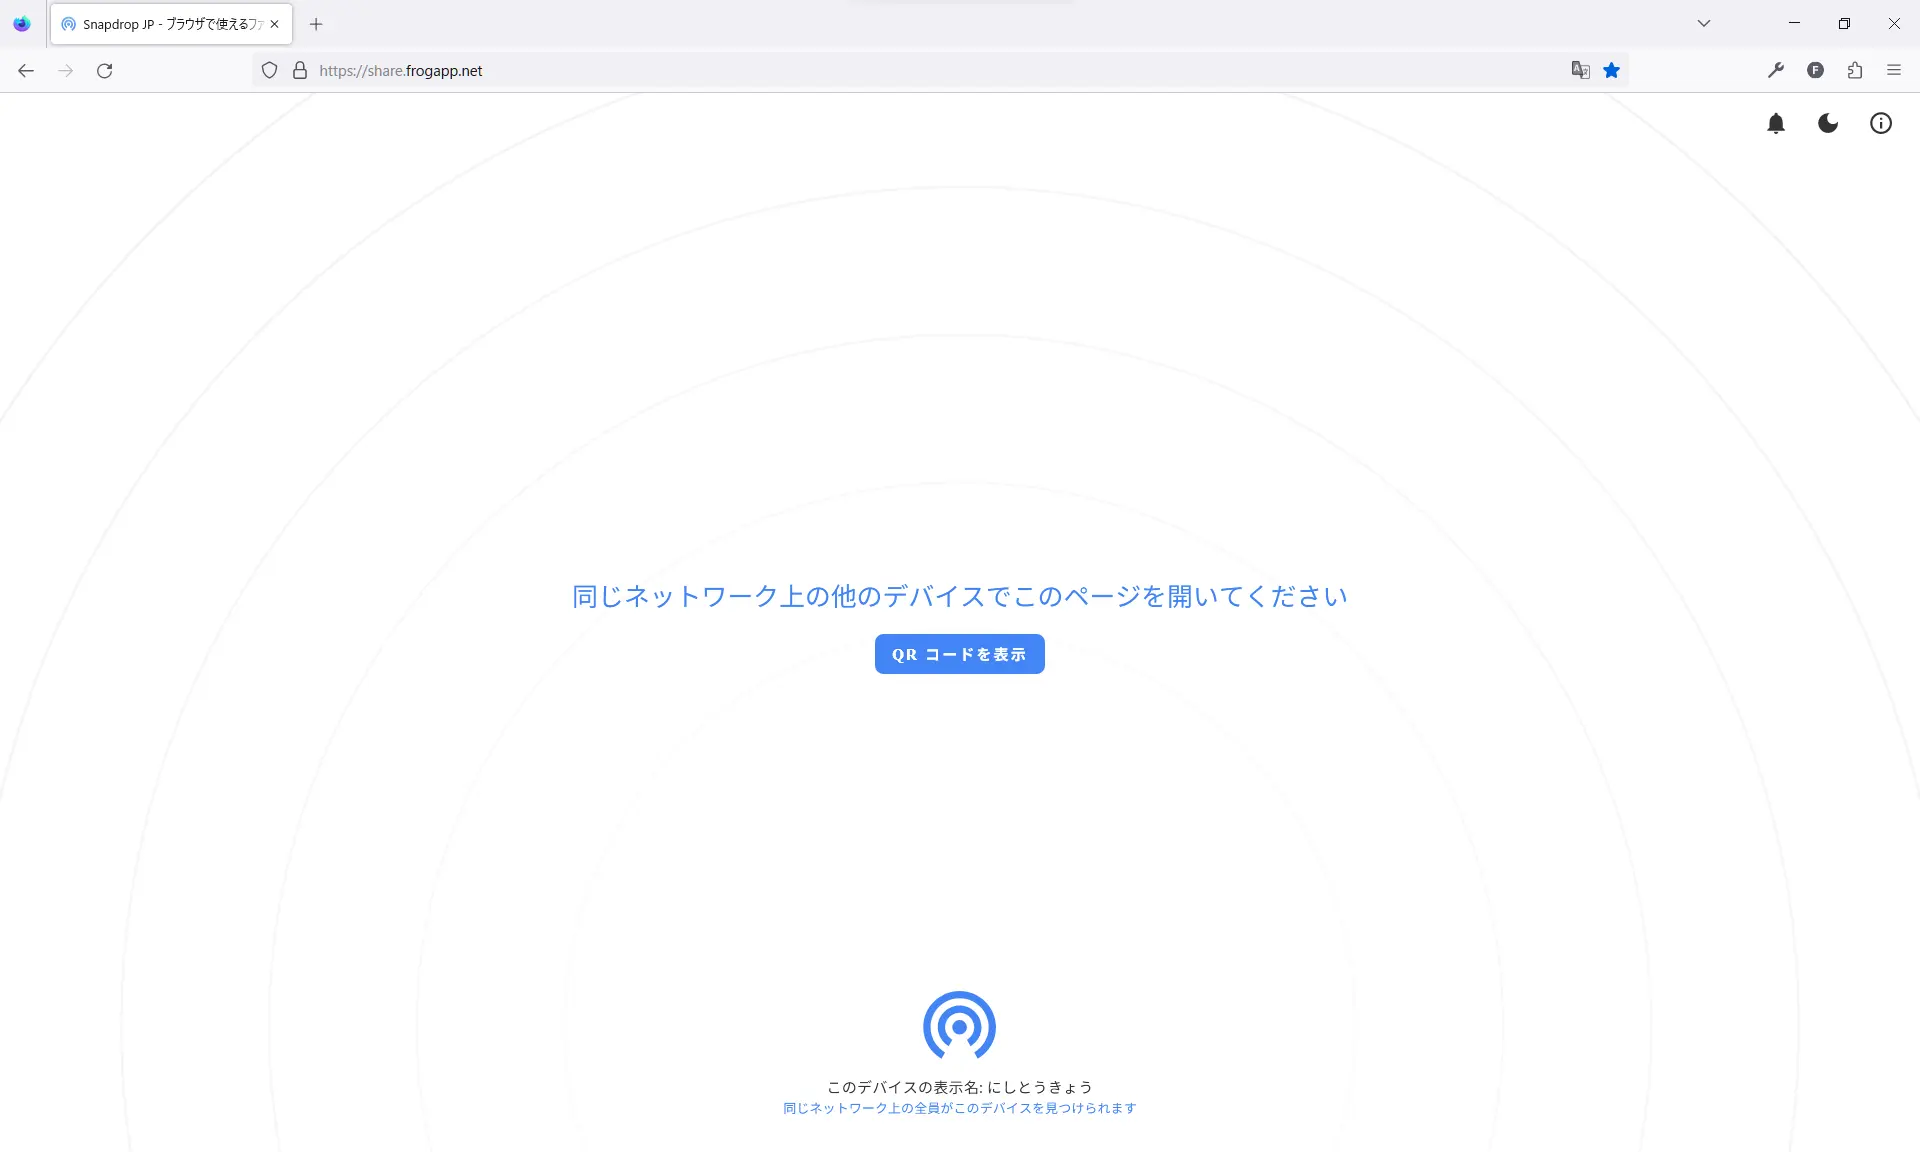 Snapdrop JP - ブラウザで使えるファ
https://share.frogapp.net
同じネットワーク上の他のデバイスでこのページを開いてください
QR コードを表示
このデバイスの表示名: にしとうきょう
同じネットワーク上の全員がこのデバイスを見つけられます